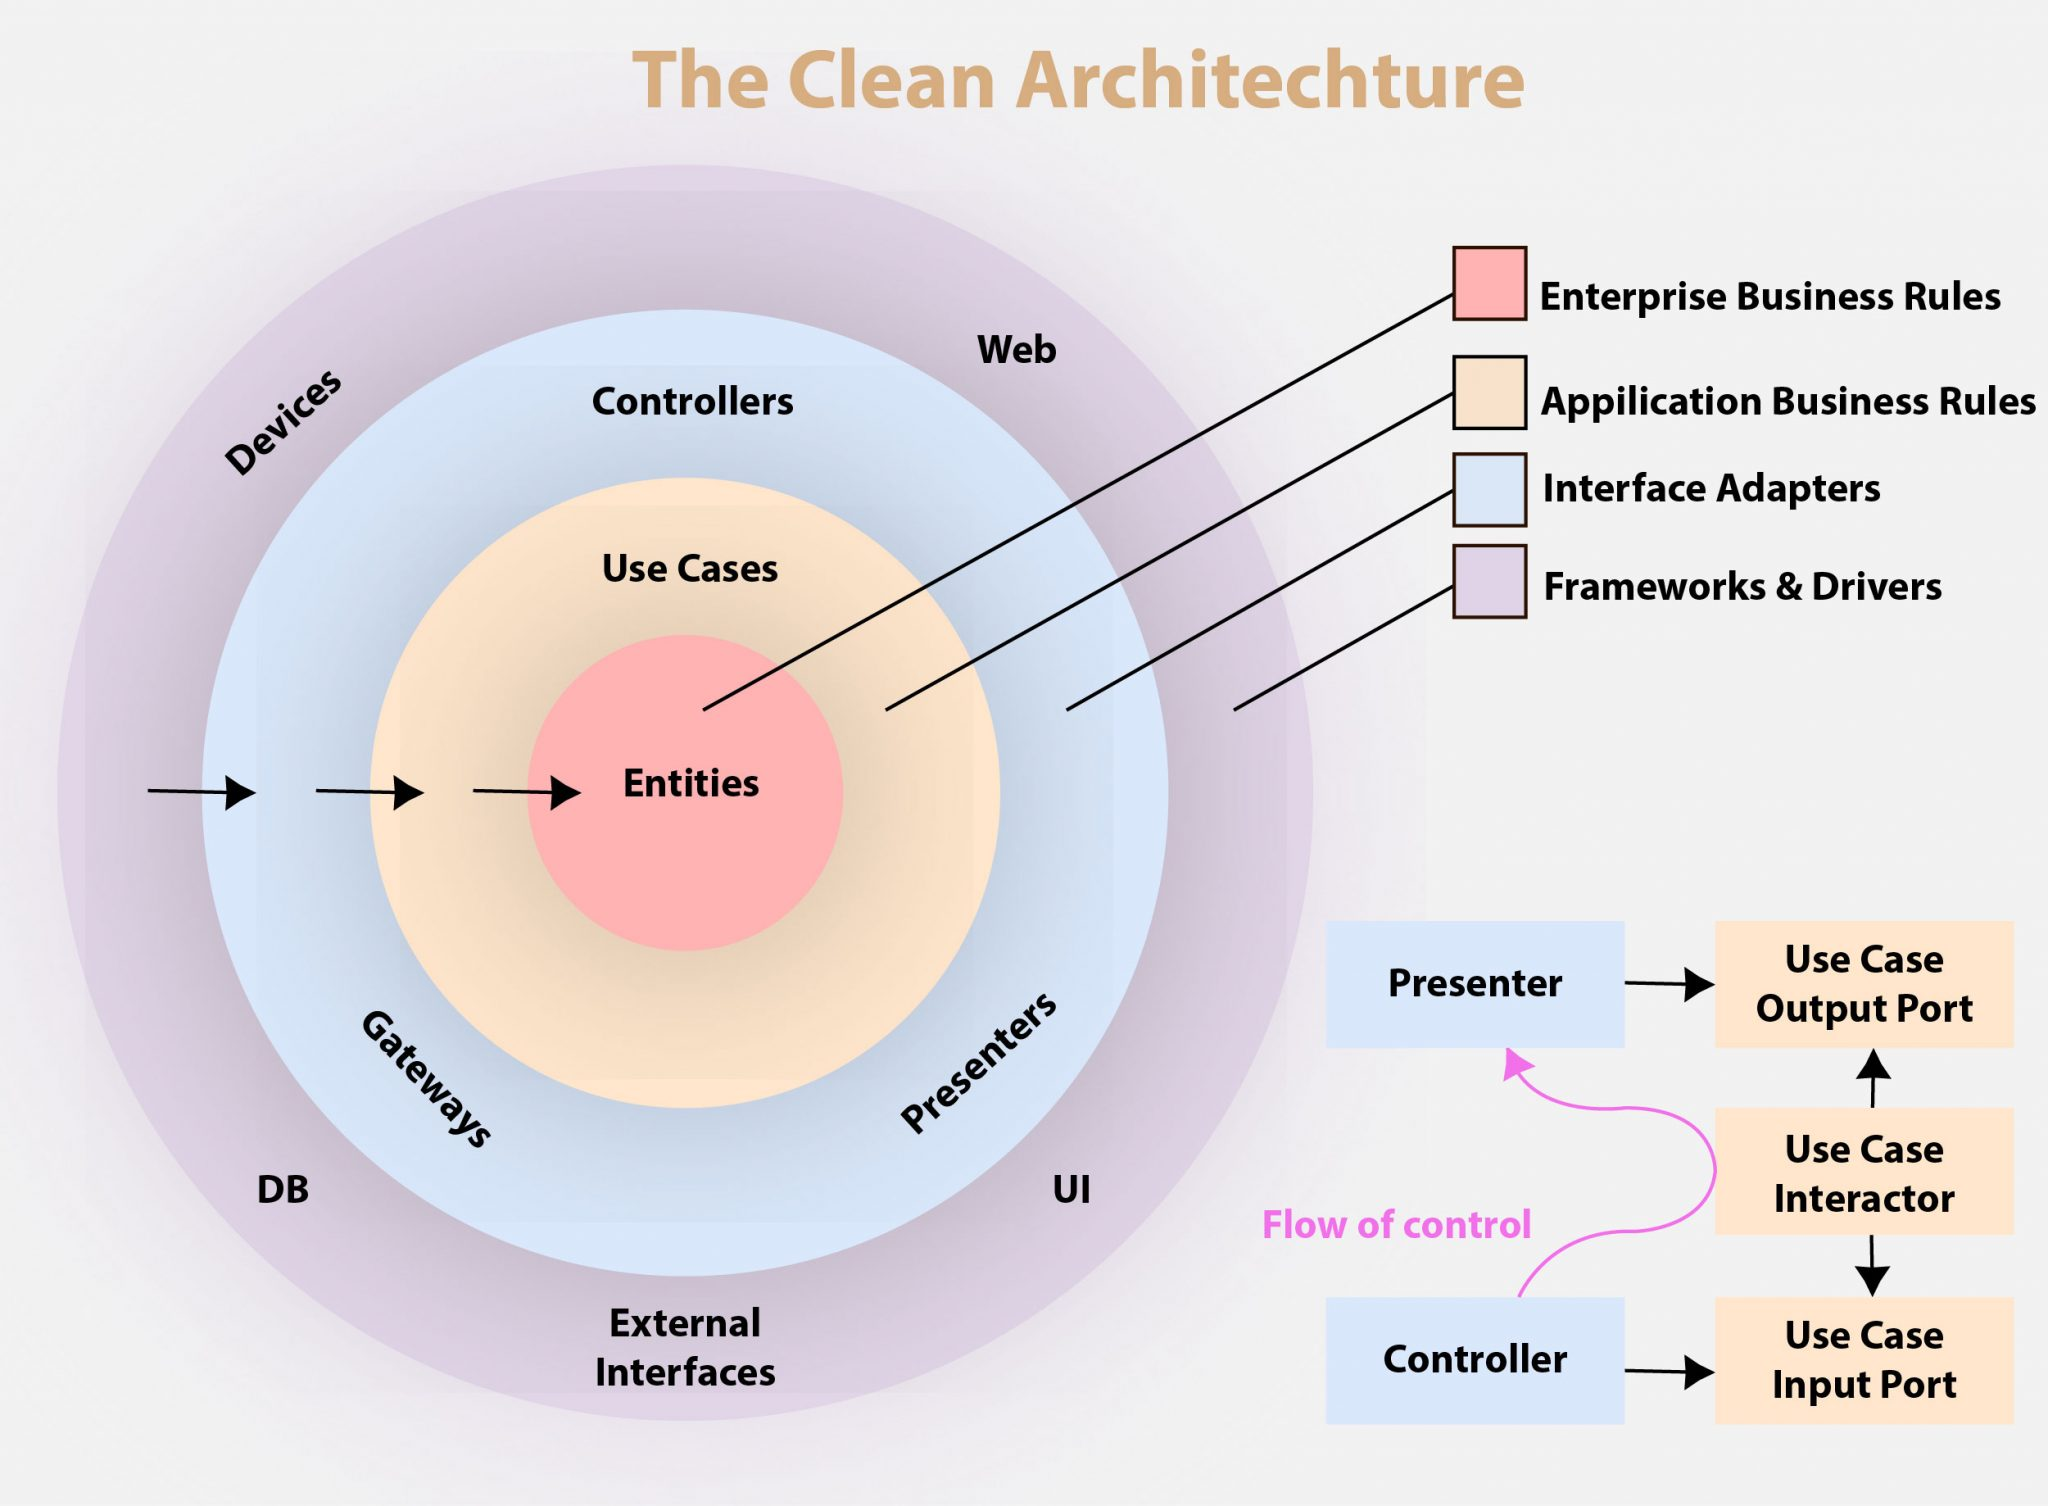 The Clean Architechture
Devices
Web
Controllers
Use Cases
Entities
Gateways
Presenters
DB
UI
External
Interfaces
Enterprise Business Rules
Appilication Business Rules
Interface Adapters
Frameworks & Drivers
Presenter
Use Case
Output Port
Use Case
Interactor
Flow of control
Controller
Use Case
Input Port